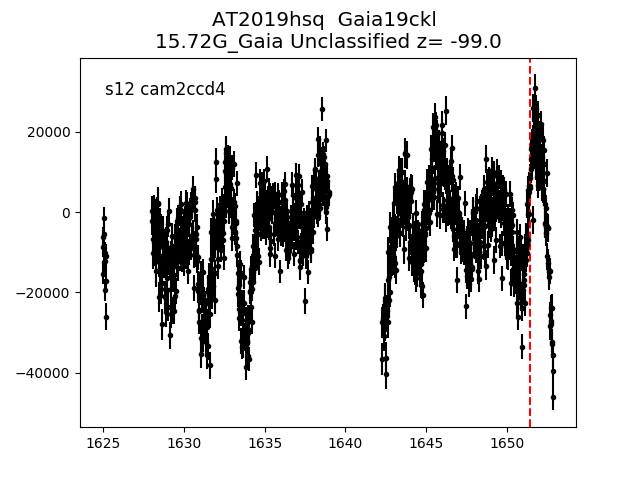 AT2019hsq  Gaia19ckl
15.72G_Gaia Unclassified z= -99.0
s12 cam2ccd4
20000
0
−20000
−40000
1625 1630 1635 1640 1645 1650